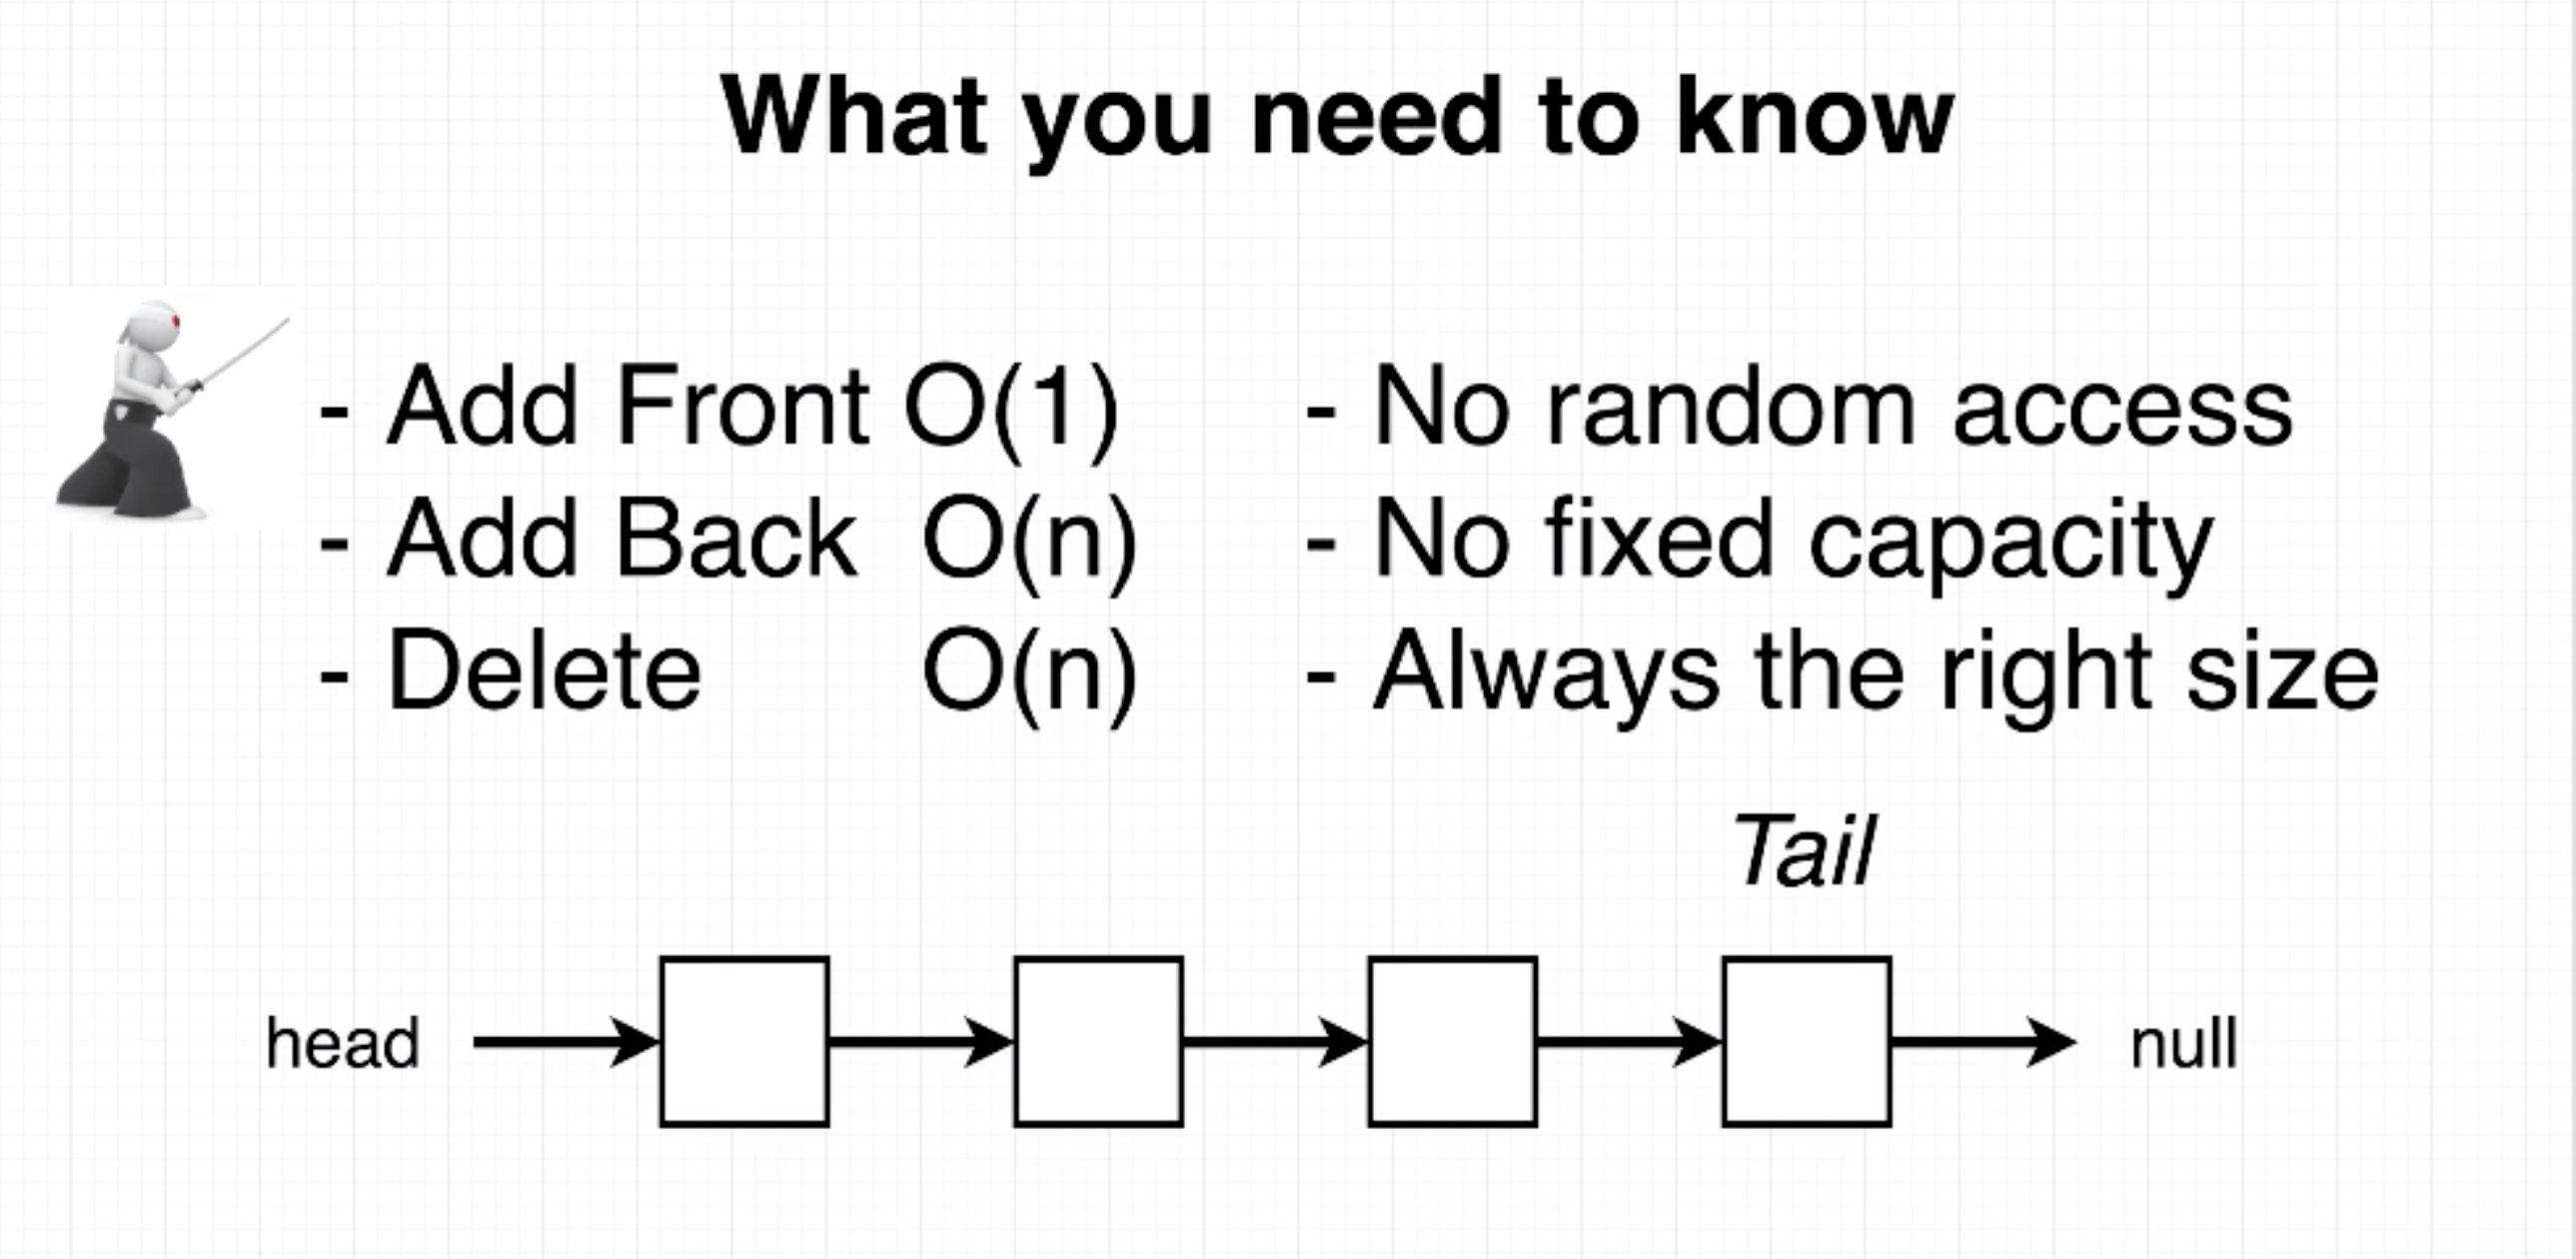 What you need to know
- Add Front O(1)
- Add Back O(n)
- Delete O(n)
- No random access
- No fixed capacity
- Always the right size
Tail
head
null